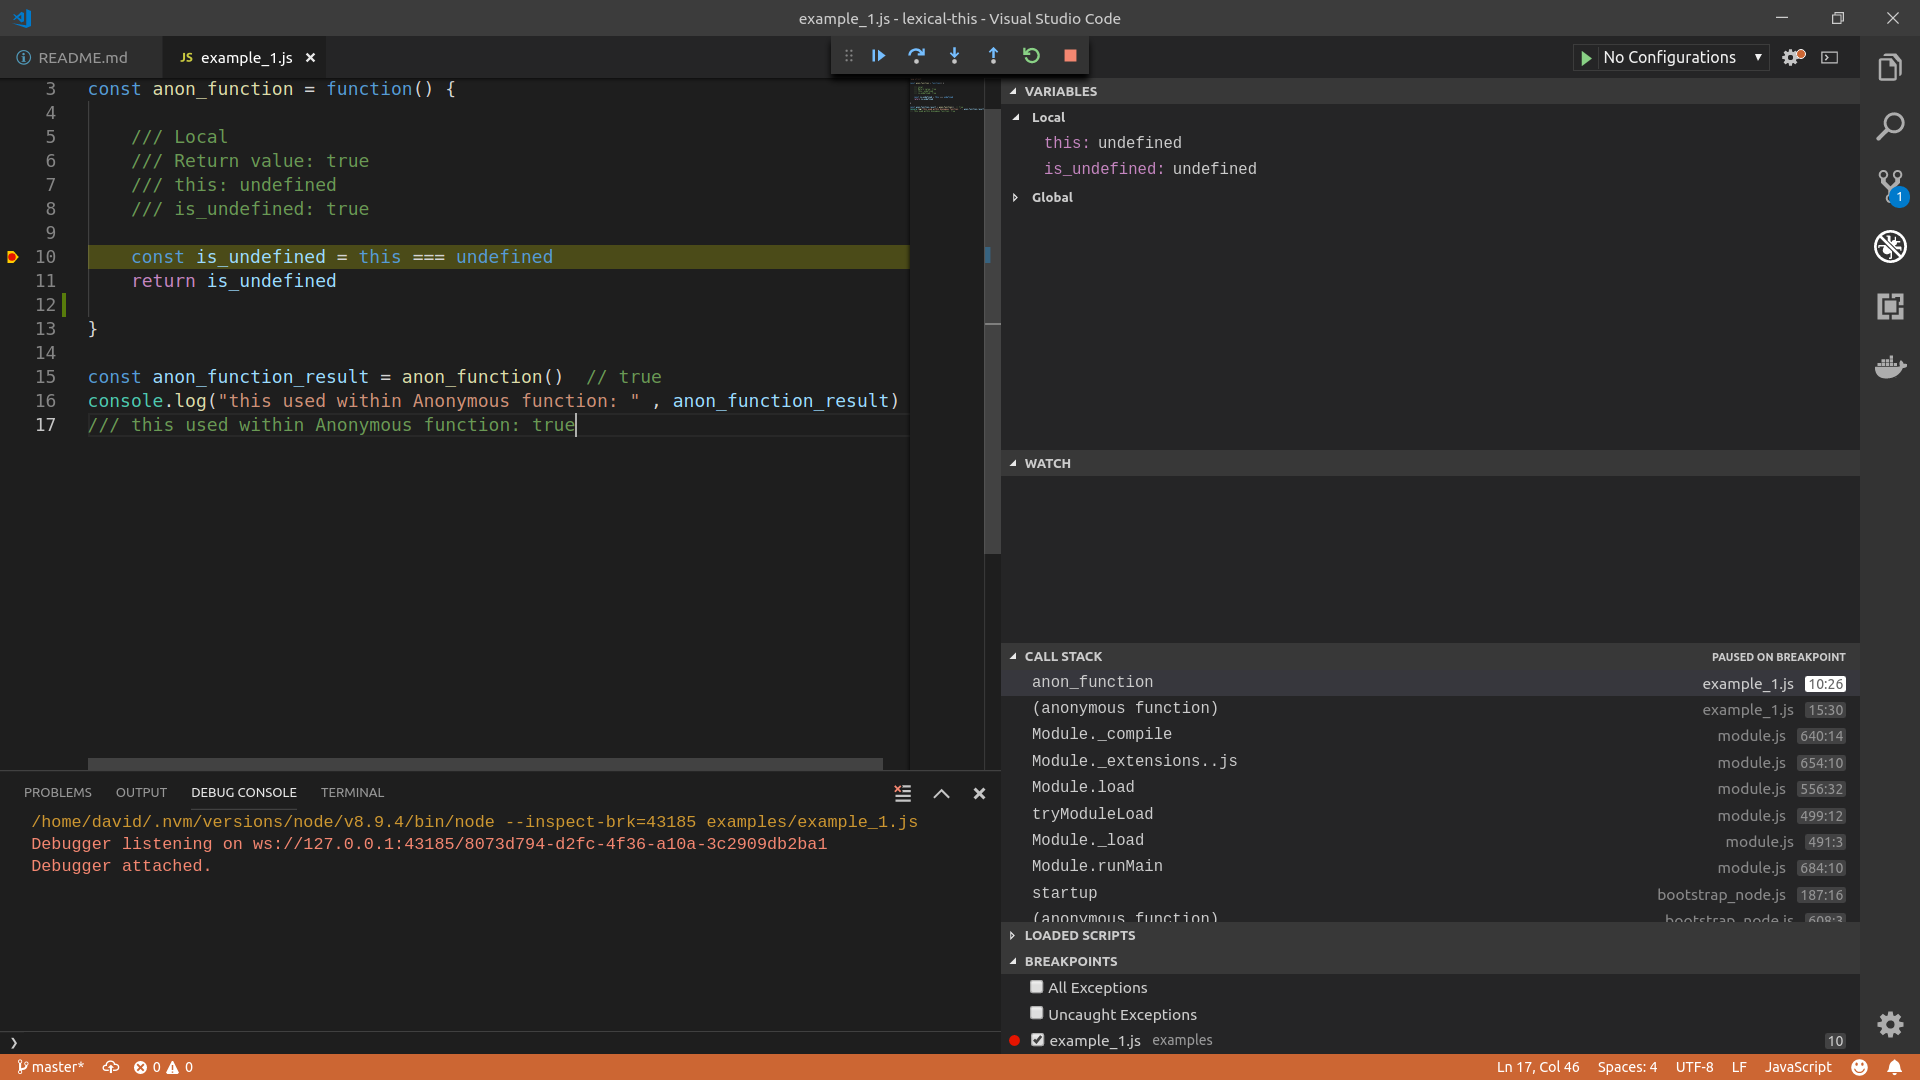 example_1.js - lexical-this - Visual Studio Code
README.md
JS example_1.js
No Configurations
3 const anon_function = function() {
4
5 /// Local
6 /// Return value: true
7 /// this: undefined
8 /// is_undefined: true
9
10 const is_undefined = this === undefined
11 return is_undefined
12
13 }
14
15 const anon_function_result = anon_function()  // true
16 console.log("this used within Anonymous function: " , anon_function_result)
17 /// this used within Anonymous function: true
VARIABLES
Local
this: undefined
is_undefined: undefined
Global
1
WATCH
CALL STACK PAUSED ON BREAKPOINT
anon_function example_1.js 10:26
(anonymous function) example_1.js 15:30
Module._compile module.js 640:14
Module._extensions..js module.js 654:10
Module.load module.js 556:32
tryModuleLoad module.js 499:12
Module._load module.js 491:3
Module.runMain module.js 684:10
startup bootstrap_node.js 187:16
(anonymous function) bootstrap_node.js 608:3
LOADED SCRIPTS
BREAKPOINTS
All Exceptions
Uncaught Exceptions
example_1.js examples 10
PROBLEMS OUTPUT DEBUG CONSOLE TERMINAL
/home/david/.nvm/versions/node/v8.9.4/bin/node --inspect-brk=43185 examples/example_1.js
Debugger listening on ws://127.0.0.1:43185/8073d794-d2fc-4f36-a10a-3c2909db2ba1
Debugger attached.
❯
master* 0 0 Ln 17, Col 46 Spaces: 4 UTF-8 LF JavaScript